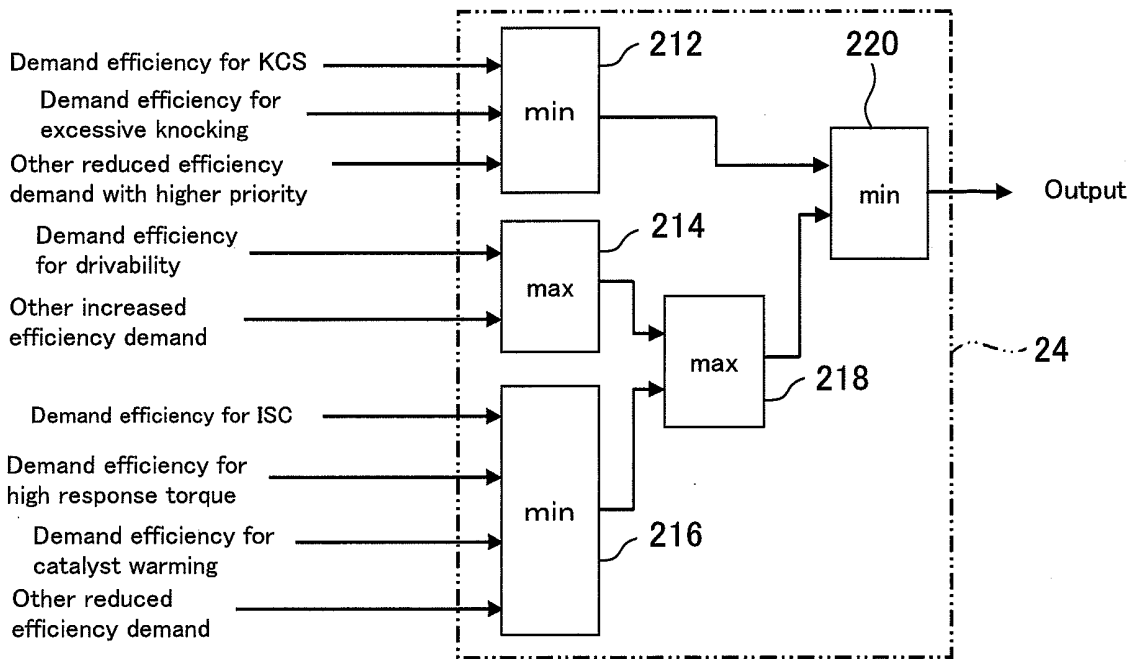 Demand efficiency for KCS
Demand efficiency for
excessive knocking
Other reduced efficiency
demand with higher priority
min
212
220
min
Output
Demand efficiency
for drivability
Other increased
efficiency demand
max
214
max
218
24
Demand efficiency for ISC
Demand efficiency for
high response torque
Demand efficiency for
catalyst warming
Other reduced
efficiency demand
min
216